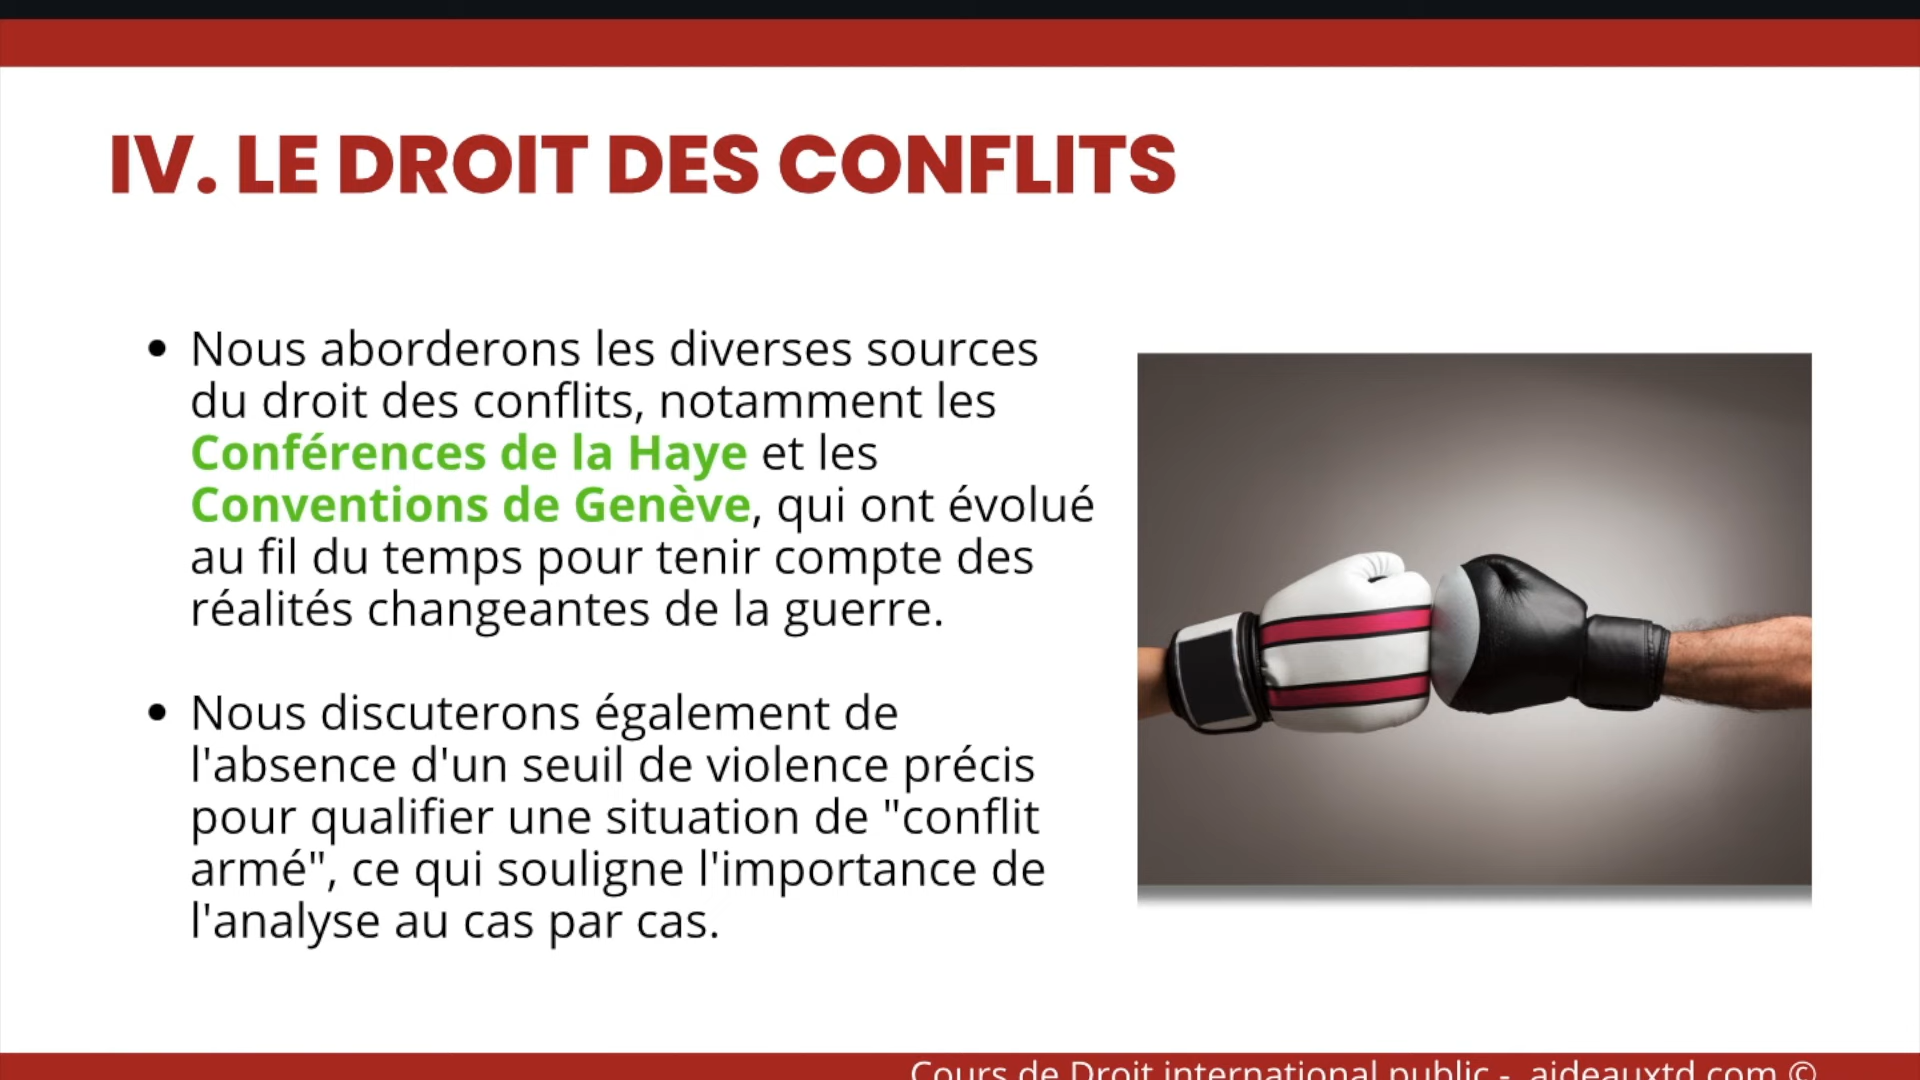 IV. LE DROIT DES CONFLITS
• Nous aborderons les diverses sources
du droit des conflits, notamment les
Conférences de la Haye et les
Conventions de Genève, qui ont évolué
au fil du temps pour tenir compte des
réalités changeantes de la guerre.
• Nous discuterons également de
l'absence d'un seuil de violence précis
pour qualifier une situation de "conflit
armé", ce qui souligne l'importance de
l'analyse au cas par cas.
Cours de Droit international public - aideauxtd.com ©